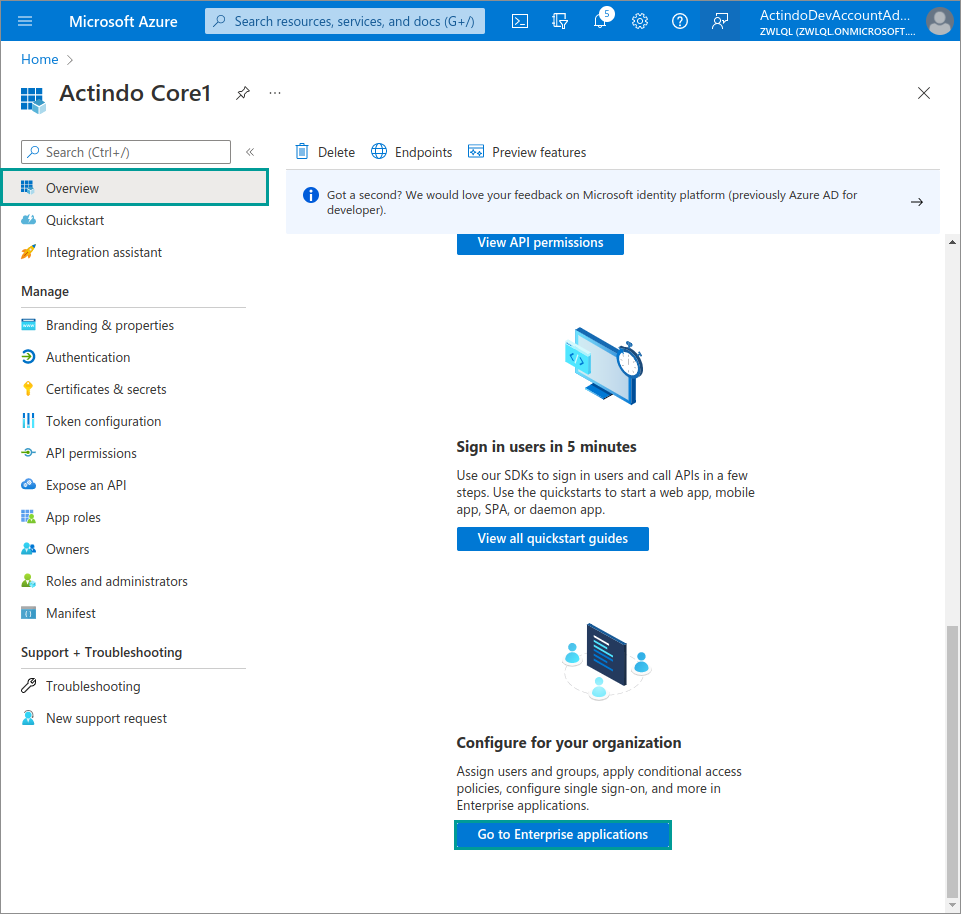 Microsoft Azure
Search resources, services, and docs (G+/)
5
ActindoDevAccountAd...
ZWLQL (ZWLQL.ONMICROSOFT....
Home
Actindo Core1
...
Search (Ctrl+/)
«
Delete
Endpoints
Preview features
Overview
Quickstart
Integration assistant
Manage
Branding & properties
Authentication
Certificates & secrets
Token configuration
API permissions
Expose an API
App roles
Owners
Roles and administrators
Manifest
Support + Troubleshooting
Troubleshooting
New support request
Got a second? We would love your feedback on Microsoft identity platform (previously Azure AD for
developer).
View API permissions
Sign in users in 5 minutes
Use our SDKs to sign in users and call APIs in a few
steps. Use the quickstarts to start a web app, mobile
app, SPA, or daemon app.
View all quickstart guides
Configure for your organization
Assign users and groups, apply conditional access
policies, configure single sign-on, and more in
Enterprise applications.
Go to Enterprise applications